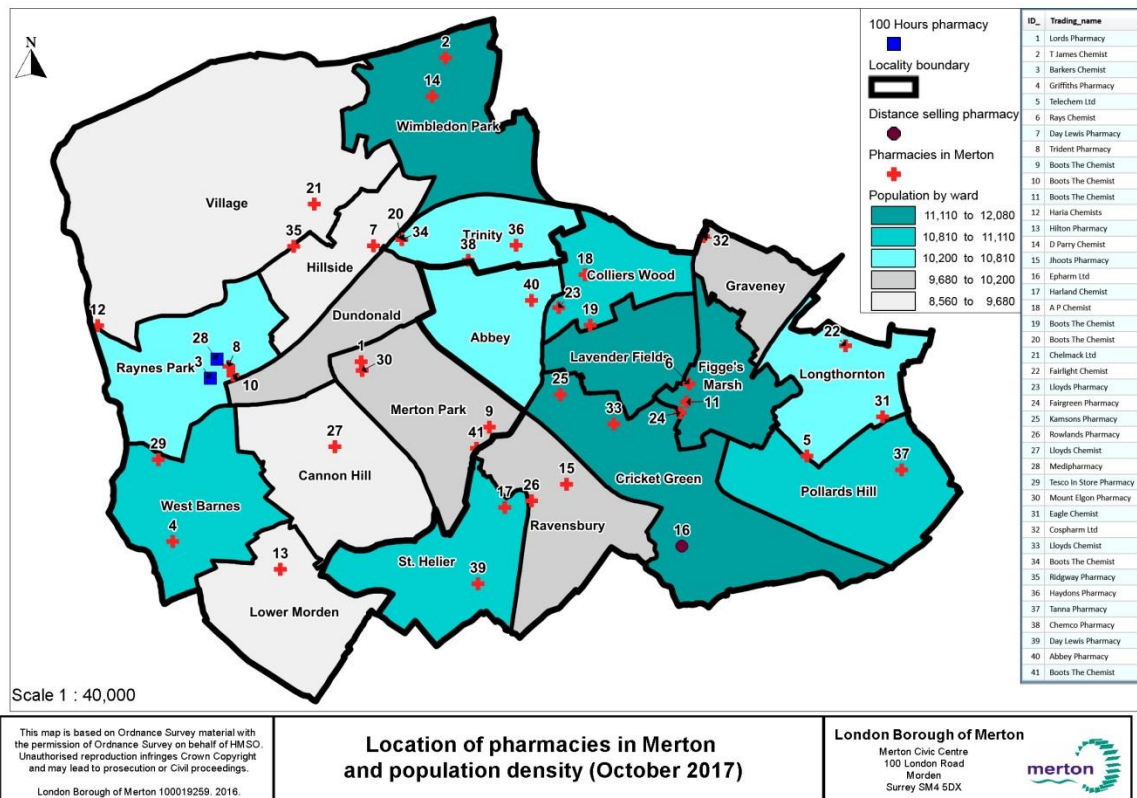 N
2
14
Wimbledon Park
Village
21
35
7
20
34
Trinity
36
38
Hillside
32
18
Colliers Wood
Graveney
40
23
19
Dundonald
12
Abbey
22
28
8
1
30
Lavender Fields
6
Figge's
Marsh
Longthornton
Raynes Park
3
10
25
11
24
Merton Park
9
33
31
41
27
29
Cannon Hill
5
37
15
Cricket Green
Pollards Hill
West Barnes
17
26
Ravensbury
4
16
13
St. Helier
39
Lower Morden
Scale 1 : 40,000
100 Hours pharmacy
Locality boundary
Distance selling pharmacy
Pharmacies in Merton
Population by ward
11,110 to 12,080
10,810 to 11,110
10,200 to 10,810
9,680 to 10,200
8,560 to 9,680
ID_ Trading_name
1 Lords Pharmacy
2 T James Chemist
3 Barkers Chemist
4 Griffiths Pharmacy
5 Telechem Ltd
6 Rays Chemist
7 Day Lewis Pharmacy
8 Trident Pharmacy
9 Boots The Chemist
10 Boots The Chemist
11 Boots The Chemist
12 Haria Chemists
13 Hilton Pharmacy
14 D Parry Chemist
15 Jhoots Pharmacy
16 Epharm Ltd
17 Harland Chemist
18 A P Chemist
19 Boots The Chemist
20 Boots The Chemist
21 Chelmack Ltd
22 Fairlight Chemist
23 Lloyds Pharmacy
24 Fairgreen Pharmacy
25 Kamsons Pharmacy
26 Rowlands Pharmacy
27 Lloyds Chemist
28 Medipharmacy
29 Tesco In Store Pharmacy
30 Mount Elgon Pharmacy
31 Eagle Chemist
32 Cospharm Ltd
33 Lloyds Chemist
34 Boots The Chemist
35 Ridgway Pharmacy
36 Haydons Pharmacy
37 Tanna Pharmacy
38 Chemco Pharmacy
39 Day Lewis Pharmacy
40 Abbey Pharmacy
41 Boots The Chemist
This map is based on Ordnance Survey material with
the permission of Ordnance Survey on behalf of HMSO.
Unauthorised reproduction infringes Crown Copyright
and may lead to prosecution or Civil proceedings.
London Borough of Merton 100019259. 2016.
Location of pharmacies in Merton
and population density (October 2017)
London Borough of Merton
Merton Civic Centre
100 London Road
Morden
Surrey SM4 5DX
merton